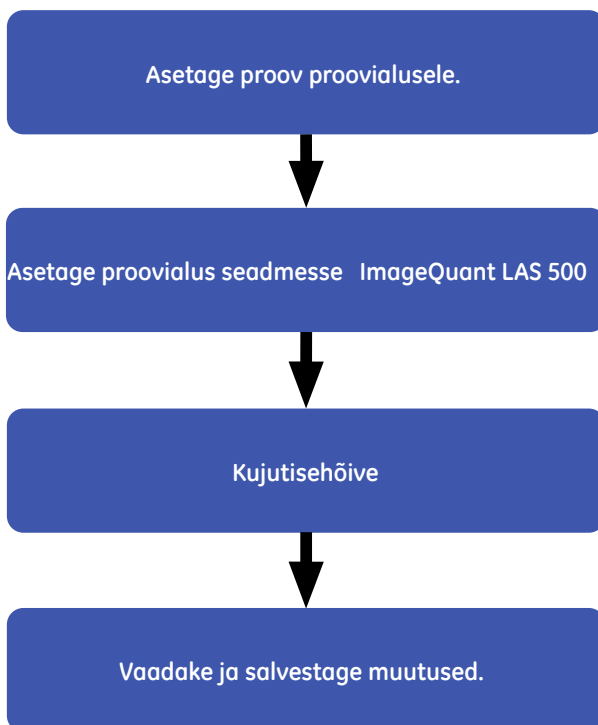 Asetage proov proovialusele.
Asetage proovialus seadmesse ImageQuant LAS 500
Kujutisehõive
Vaadake ja salvestage muutused.